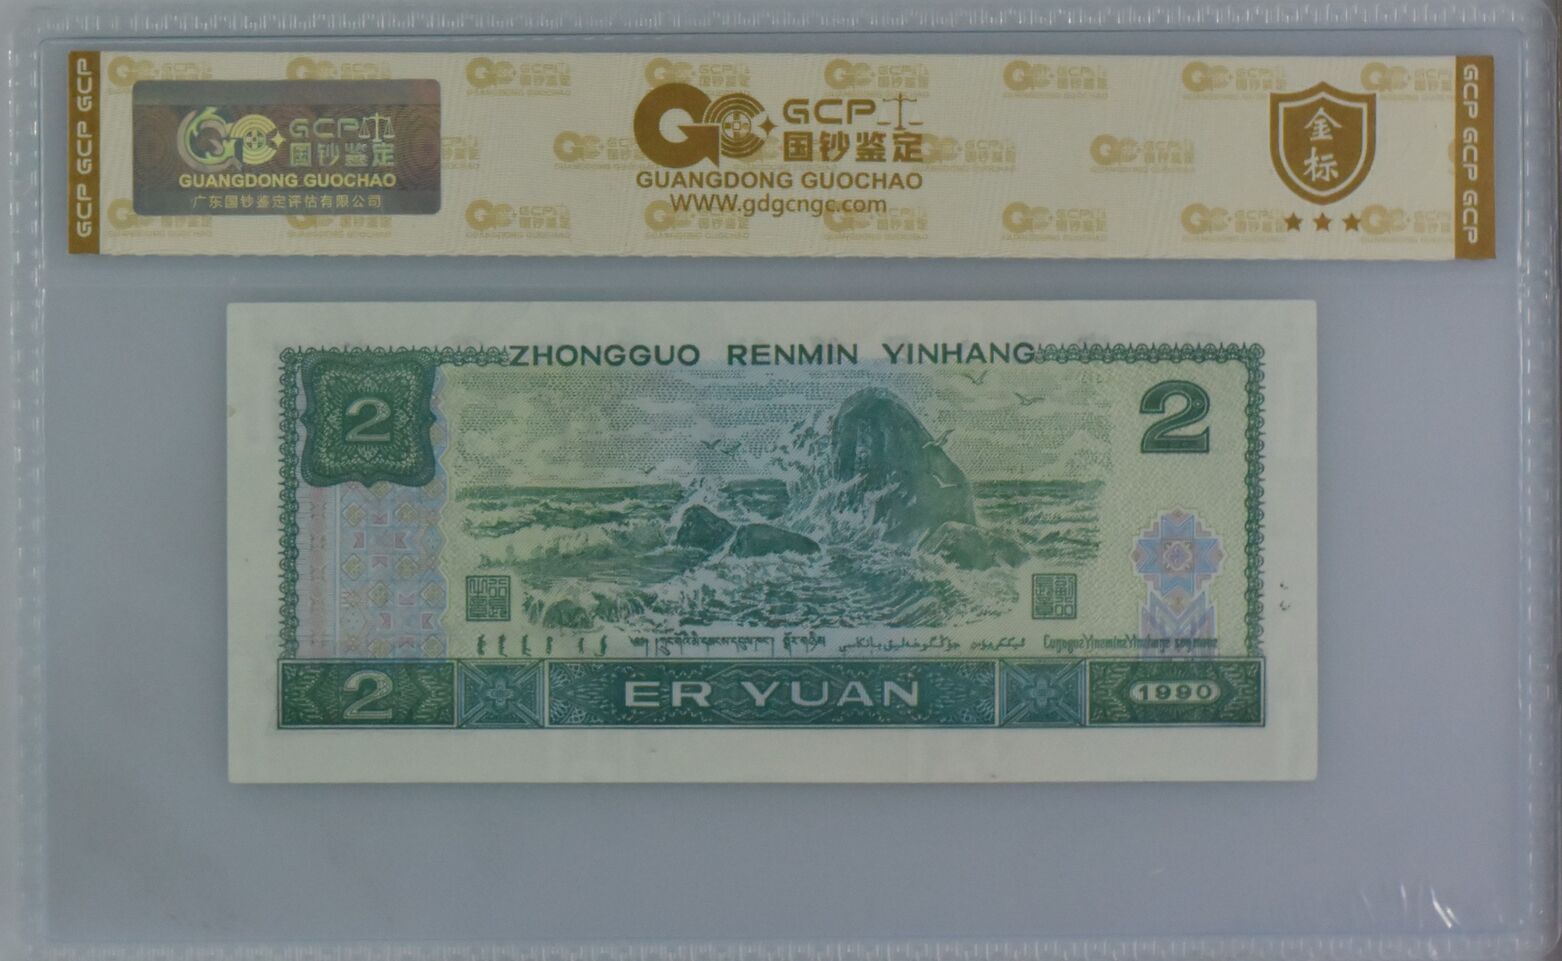 GCP GCP GCP
GCP 国钞鉴定
GUANGDONG GUOCHAO
广东国钞鉴定评估有限公司
GCP
国钞鉴定
GUANGDONG GUOCHAO
WWW.gdgcngc.com
金标
GCP GCP GCP
ZHONGGUO RENMIN YINHANG
2
2
2
ER YUAN
1990